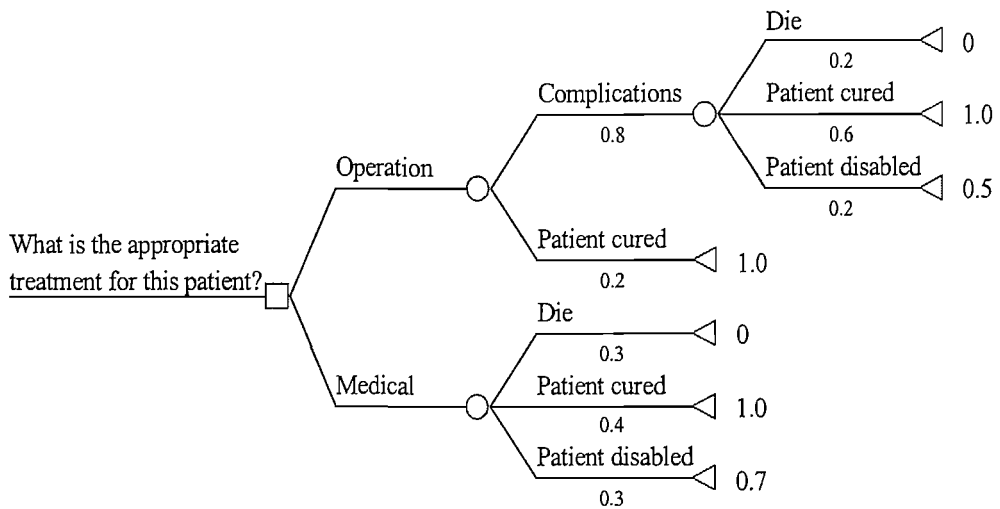 Die
0.2
0
Complications
0.8
Patient cured
0.6
1.0
Operation
Patient disabled
0.2
0.5
What is the appropriate
treatment for this patient?
Patient cured
0.2
1.0
Die
0.3
0
Medical
Patient cured
0.4
1.0
Patient disabled
0.3
0.7